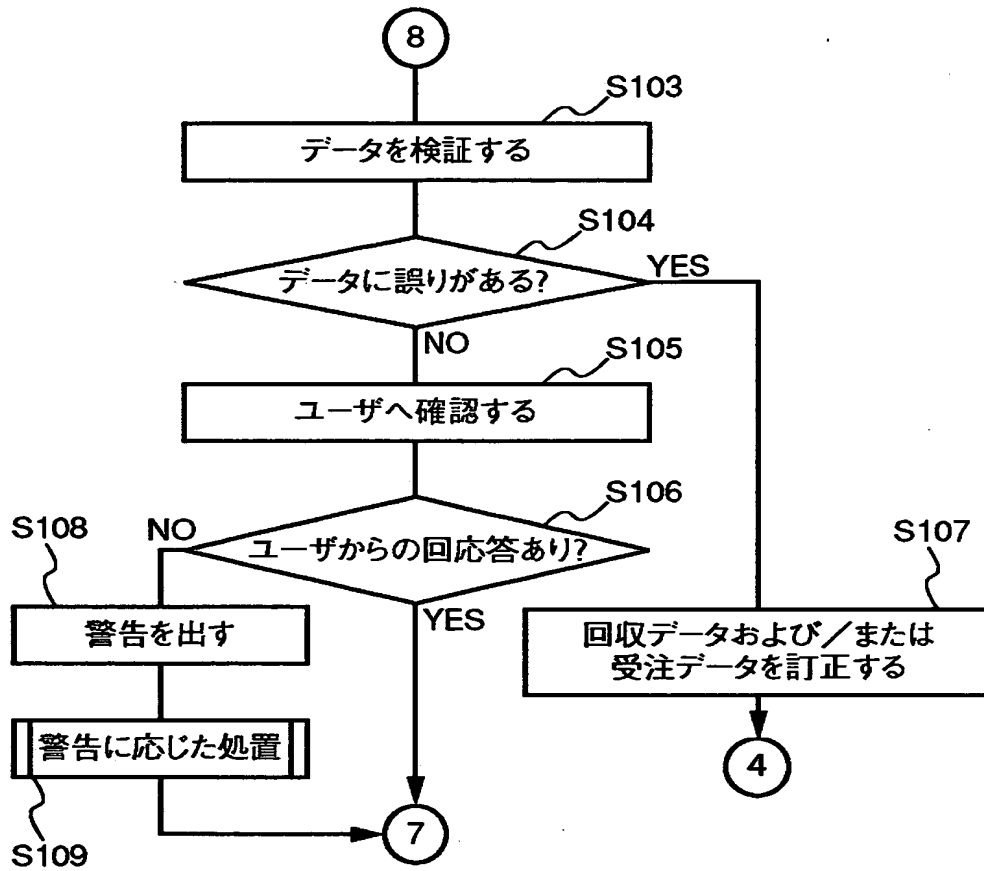 8
S103
データを検証する
S104
データに誤りがある?
YES
NO
S105
ユーザへ確認する
S106
ユーザからの回応答あり?
NO
YES
S108
警告を出す
S107
回収データおよび/または
受注データを訂正する
警告に応じた処置
S109
4
7